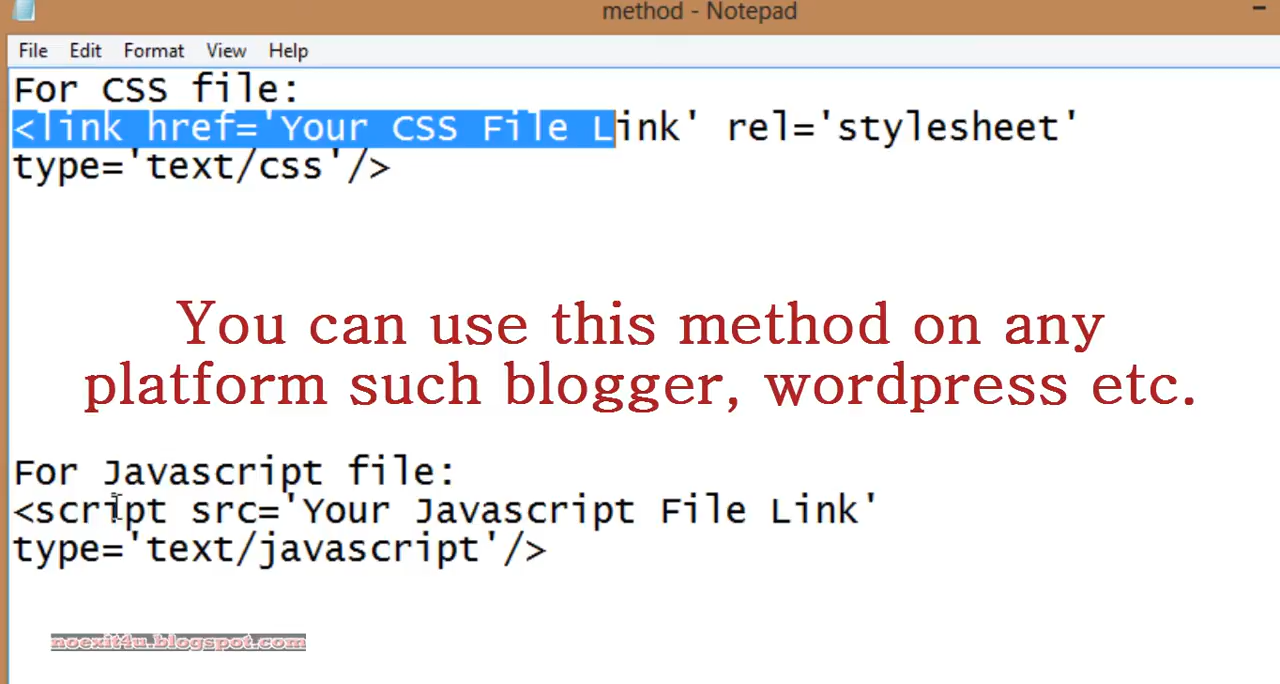 method - Notepad
File Edit Format View Help
For CSS file:
<link href='Your CSS File Link' rel='stylesheet'
type='text/css'/>
You can use this method on any
platform such blogger, wordpress etc.
For Javascript file:
<script src='Your Javascript File Link'
type='text/javascript'/>
noexit4u.blogspot.com